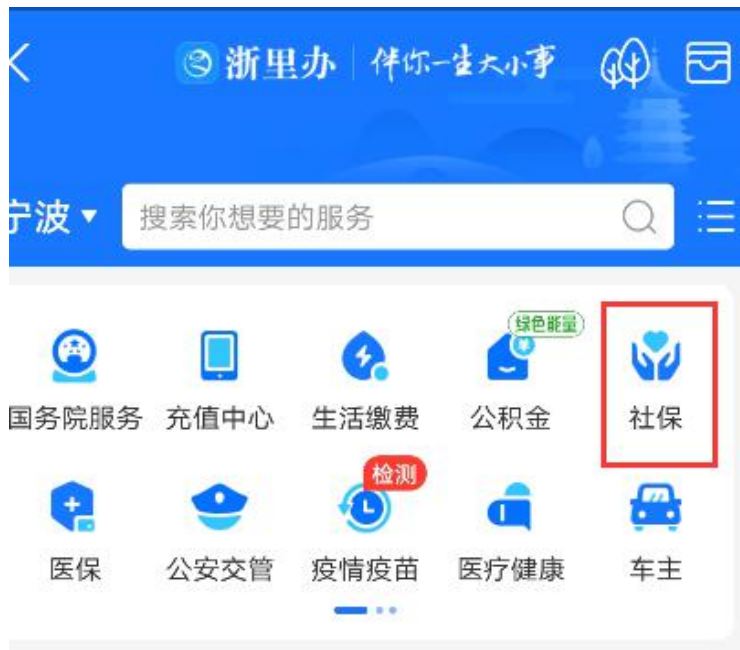 浙里办 伴你一生大小事
宁波
搜索你想要的服务
绿色能量
国务院服务 充值中心 生活缴费 公积金 社保
检测
医保 公安交管 疫情疫苗 医疗健康 车主